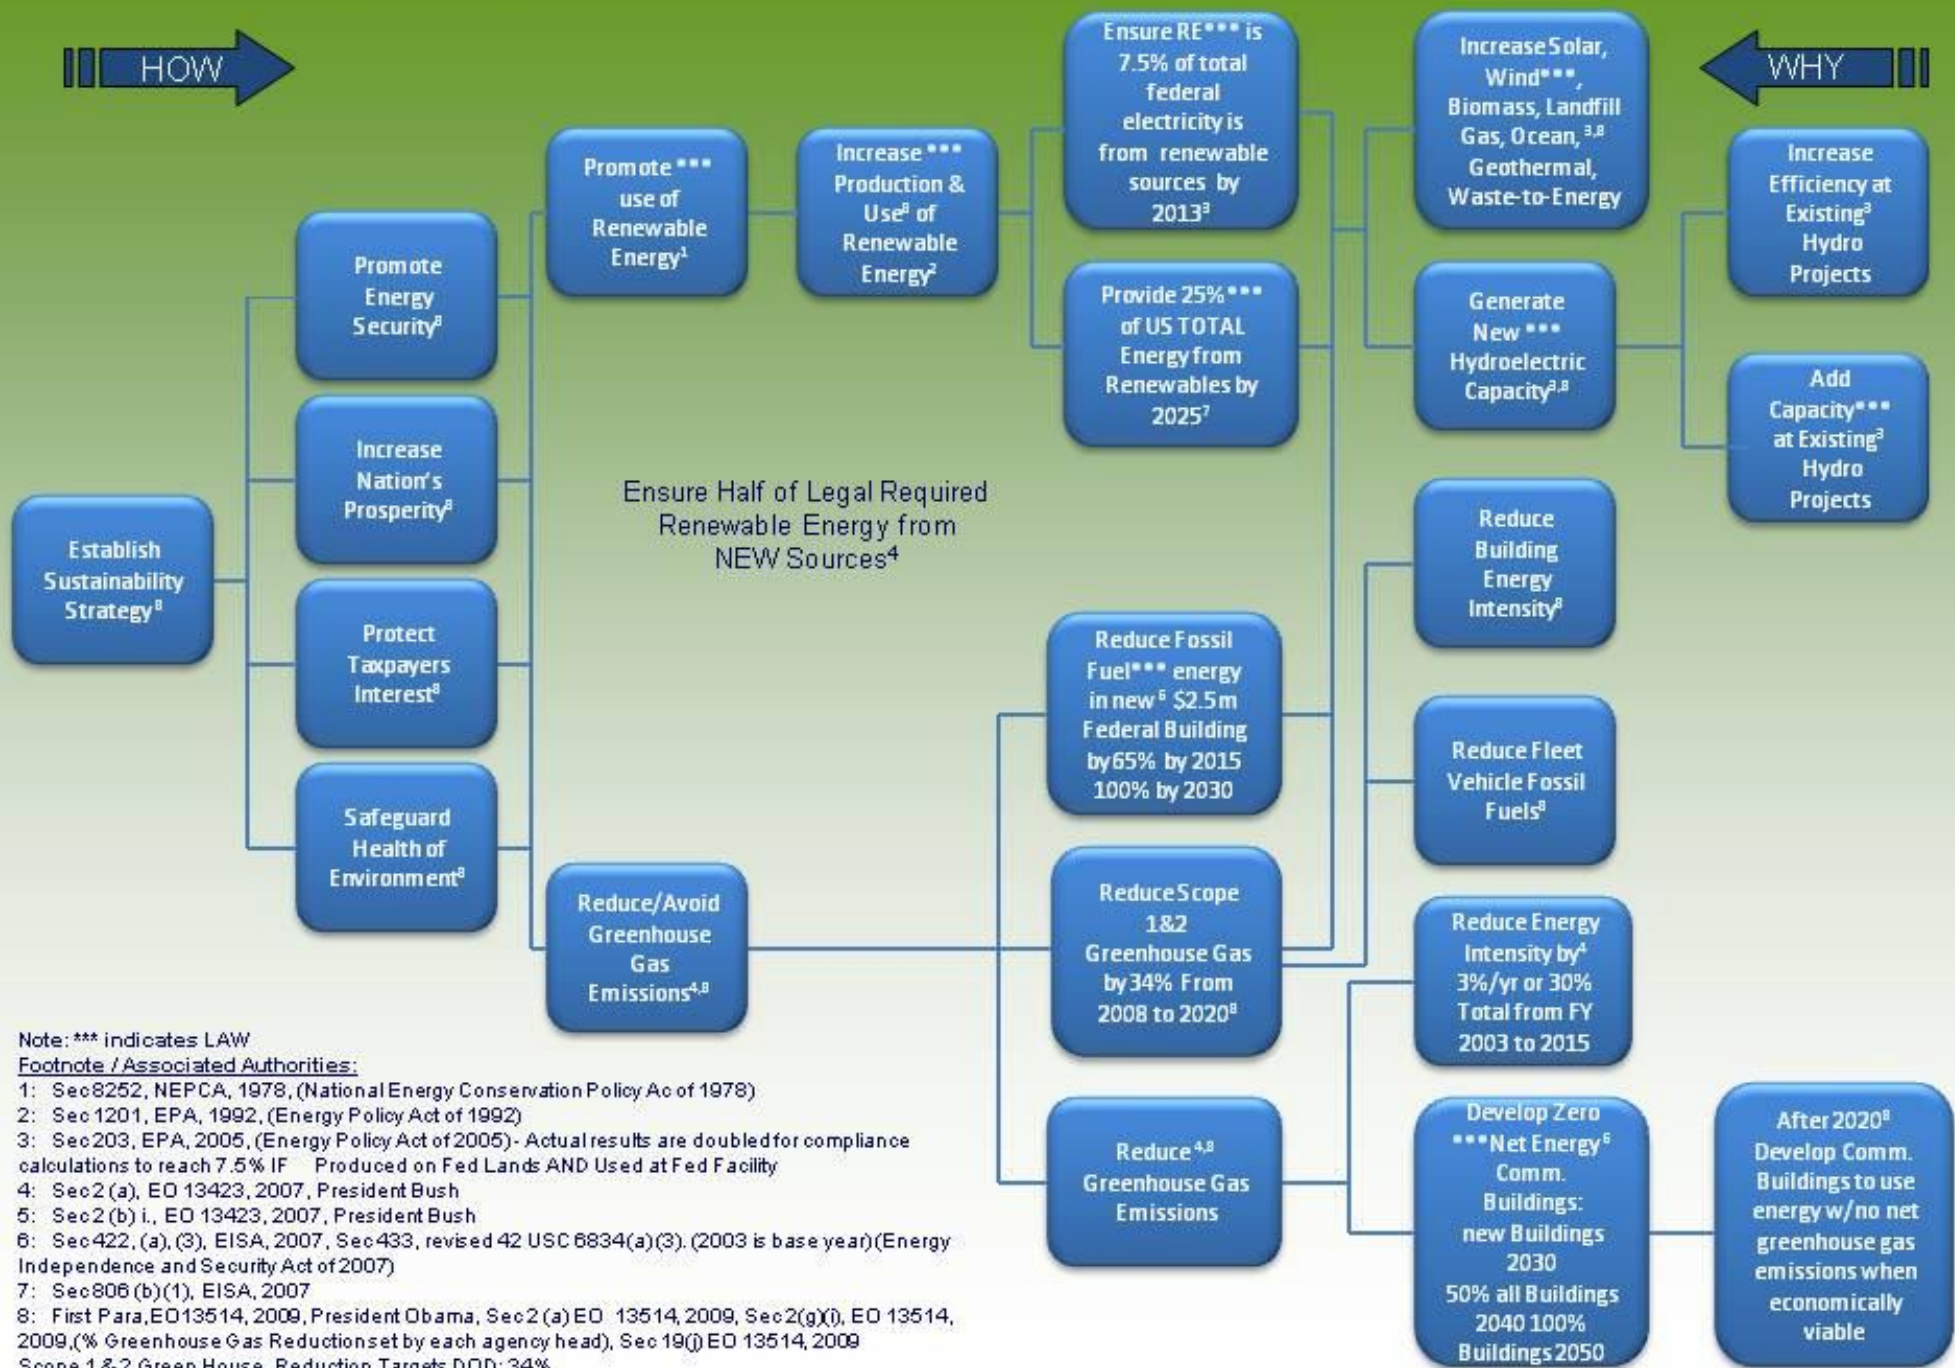 HOW
WHY
Establish
Sustainability
Strategy⁸
Promote
Energy
Security⁸
Increase
Nation's
Prosperity⁸
Protect
Taxpayers
Interest⁸
Safeguard
Health of
Environment⁸
Promote ***
use of
Renewable
Energy¹
Reduce/Avoid
Greenhouse
Gas
Emissions⁴,⁸
Increase ***
Production &
Use⁸ of
Renewable
Energy²
Ensure Half of Legal Required
Renewable Energy from
NEW Sources⁴
Ensure RE*** is
7.5% of total
federal
electricity is
from renewable
sources by
2013³
Provide 25%***
of US TOTAL
Energy from
Renewables by
2025⁷
Reduce Fossil
Fuel*** energy
in new ⁶ $2.5m
Federal Building
by 65% by 2015
100% by 2030
Reduce Scope
1&2
Greenhouse Gas
by 34% From
2008 to 2020⁸
Reduce ⁴,⁸
Greenhouse Gas
Emissions
Increase Solar,
Wind***,
Biomass, Landfill
Gas, Ocean, ³,⁸
Geothermal,
Waste-to-Energy
Generate
New ***
Hydroelectric
Capacity³,⁸
Reduce
Building
Energy
Intensity⁸
Reduce Fleet
Vehicle Fossil
Fuels⁸
Reduce Energy
Intensity by⁴
3%/yr or 30%
Total from FY
2003 to 2015
Develop Zero
***Net Energy⁶
Comm.
Buildings:
new Buildings
2030
50% all Buildings
2040 100%
Buildings 2050
Increase
Efficiency at
Existing³
Hydro
Projects
Add
Capacity***
at Existing³
Hydro
Projects
After 2020⁸
Develop Comm.
Buildings to use
energy w/no net
greenhouse gas
emissions when
economically
viable
Note: *** indicates LAW
Footnote / Associated Authorities:
1: Sec 8252, NEPCA, 1978, (National Energy Conservation Policy Ac of 1978)
2: Sec 1201, EPA, 1992, (Energy Policy Act of 1992)
3: Sec 203, EPA, 2005, (Energy Policy Act of 2005)- Actual results are doubled for compliance
calculations to reach 7.5% IF Produced on Fed Lands AND Used at Fed Facility
4: Sec 2 (a), EO 13423, 2007, President Bush
5: Sec 2 (b) i., EO 13423, 2007, President Bush
6: Sec 422, (a), (3), EISA, 2007, Sec 433, revised 42 USC 6834(a)(3). (2003 is base year)(Energy
Independence and Security Act of 2007)
7: Sec 806 (b)(1), EISA, 2007
8: First Para,EO13514, 2009, President Obama, Sec 2 (a) EO 13514, 2009, Sec 2(g)(i), EO 13514,
2009,(% Greenhouse Gas Reduction set by each agency head), Sec 19(j) EO 13514, 2009
Scope 1 & 2 Green House Reduction Targets DOD: 34%